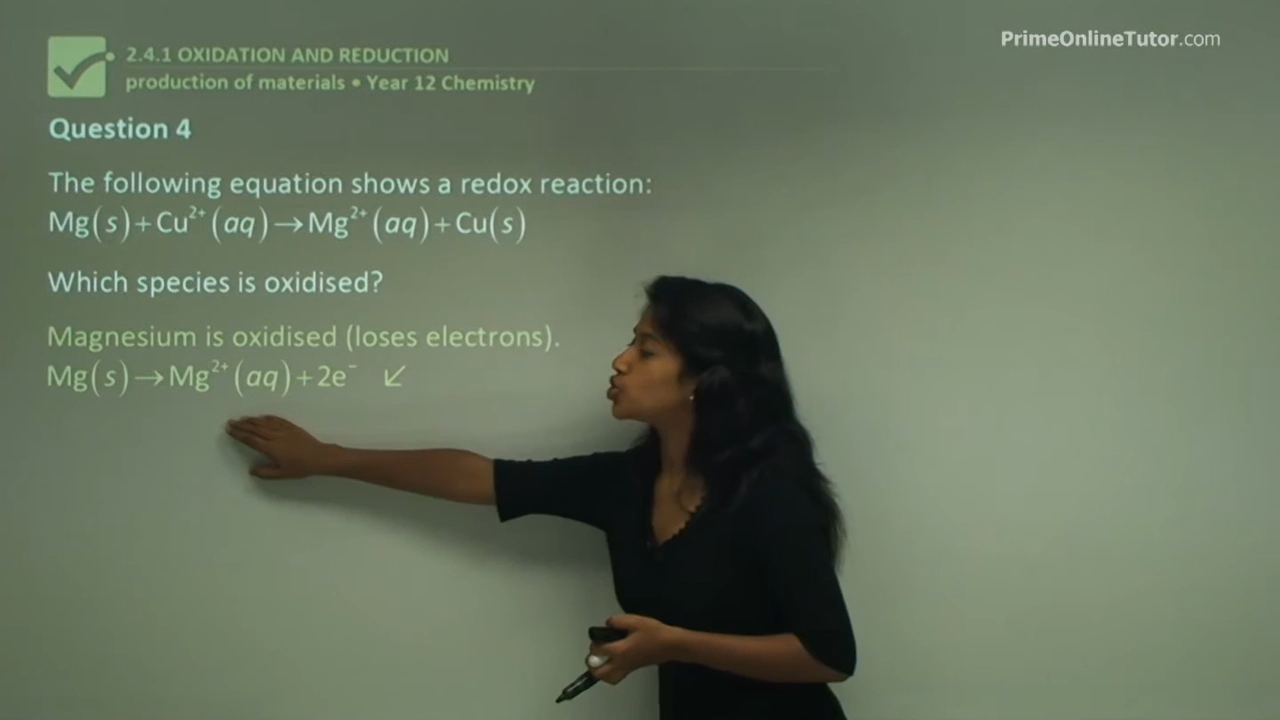 PrimeOnlineTutor.com
2.4.1 OXIDATION AND REDUCTION
production of materials • Year 12 Chemistry
Question 4
The following equation shows a redox reaction:
Mg(s)+Cu²⁺(aq)→Mg²⁺(aq)+Cu(s)
Which species is oxidised?
Magnesium is oxidised (loses electrons).
Mg(s)→Mg²⁺(aq)+2e⁻ ↙